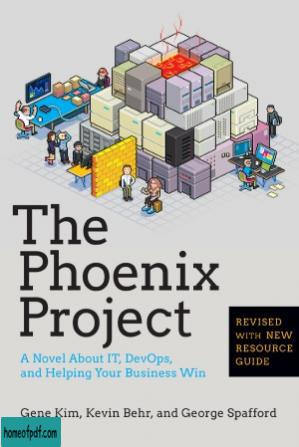 The
Phoenix
Project
A Novel About IT, DevOps,
and Helping Your Business Win
REVISED
WITH NEW
RESOURCE
GUIDE
Gene Kim, Kevin Behr, and George Spafford
homeofpdf.com